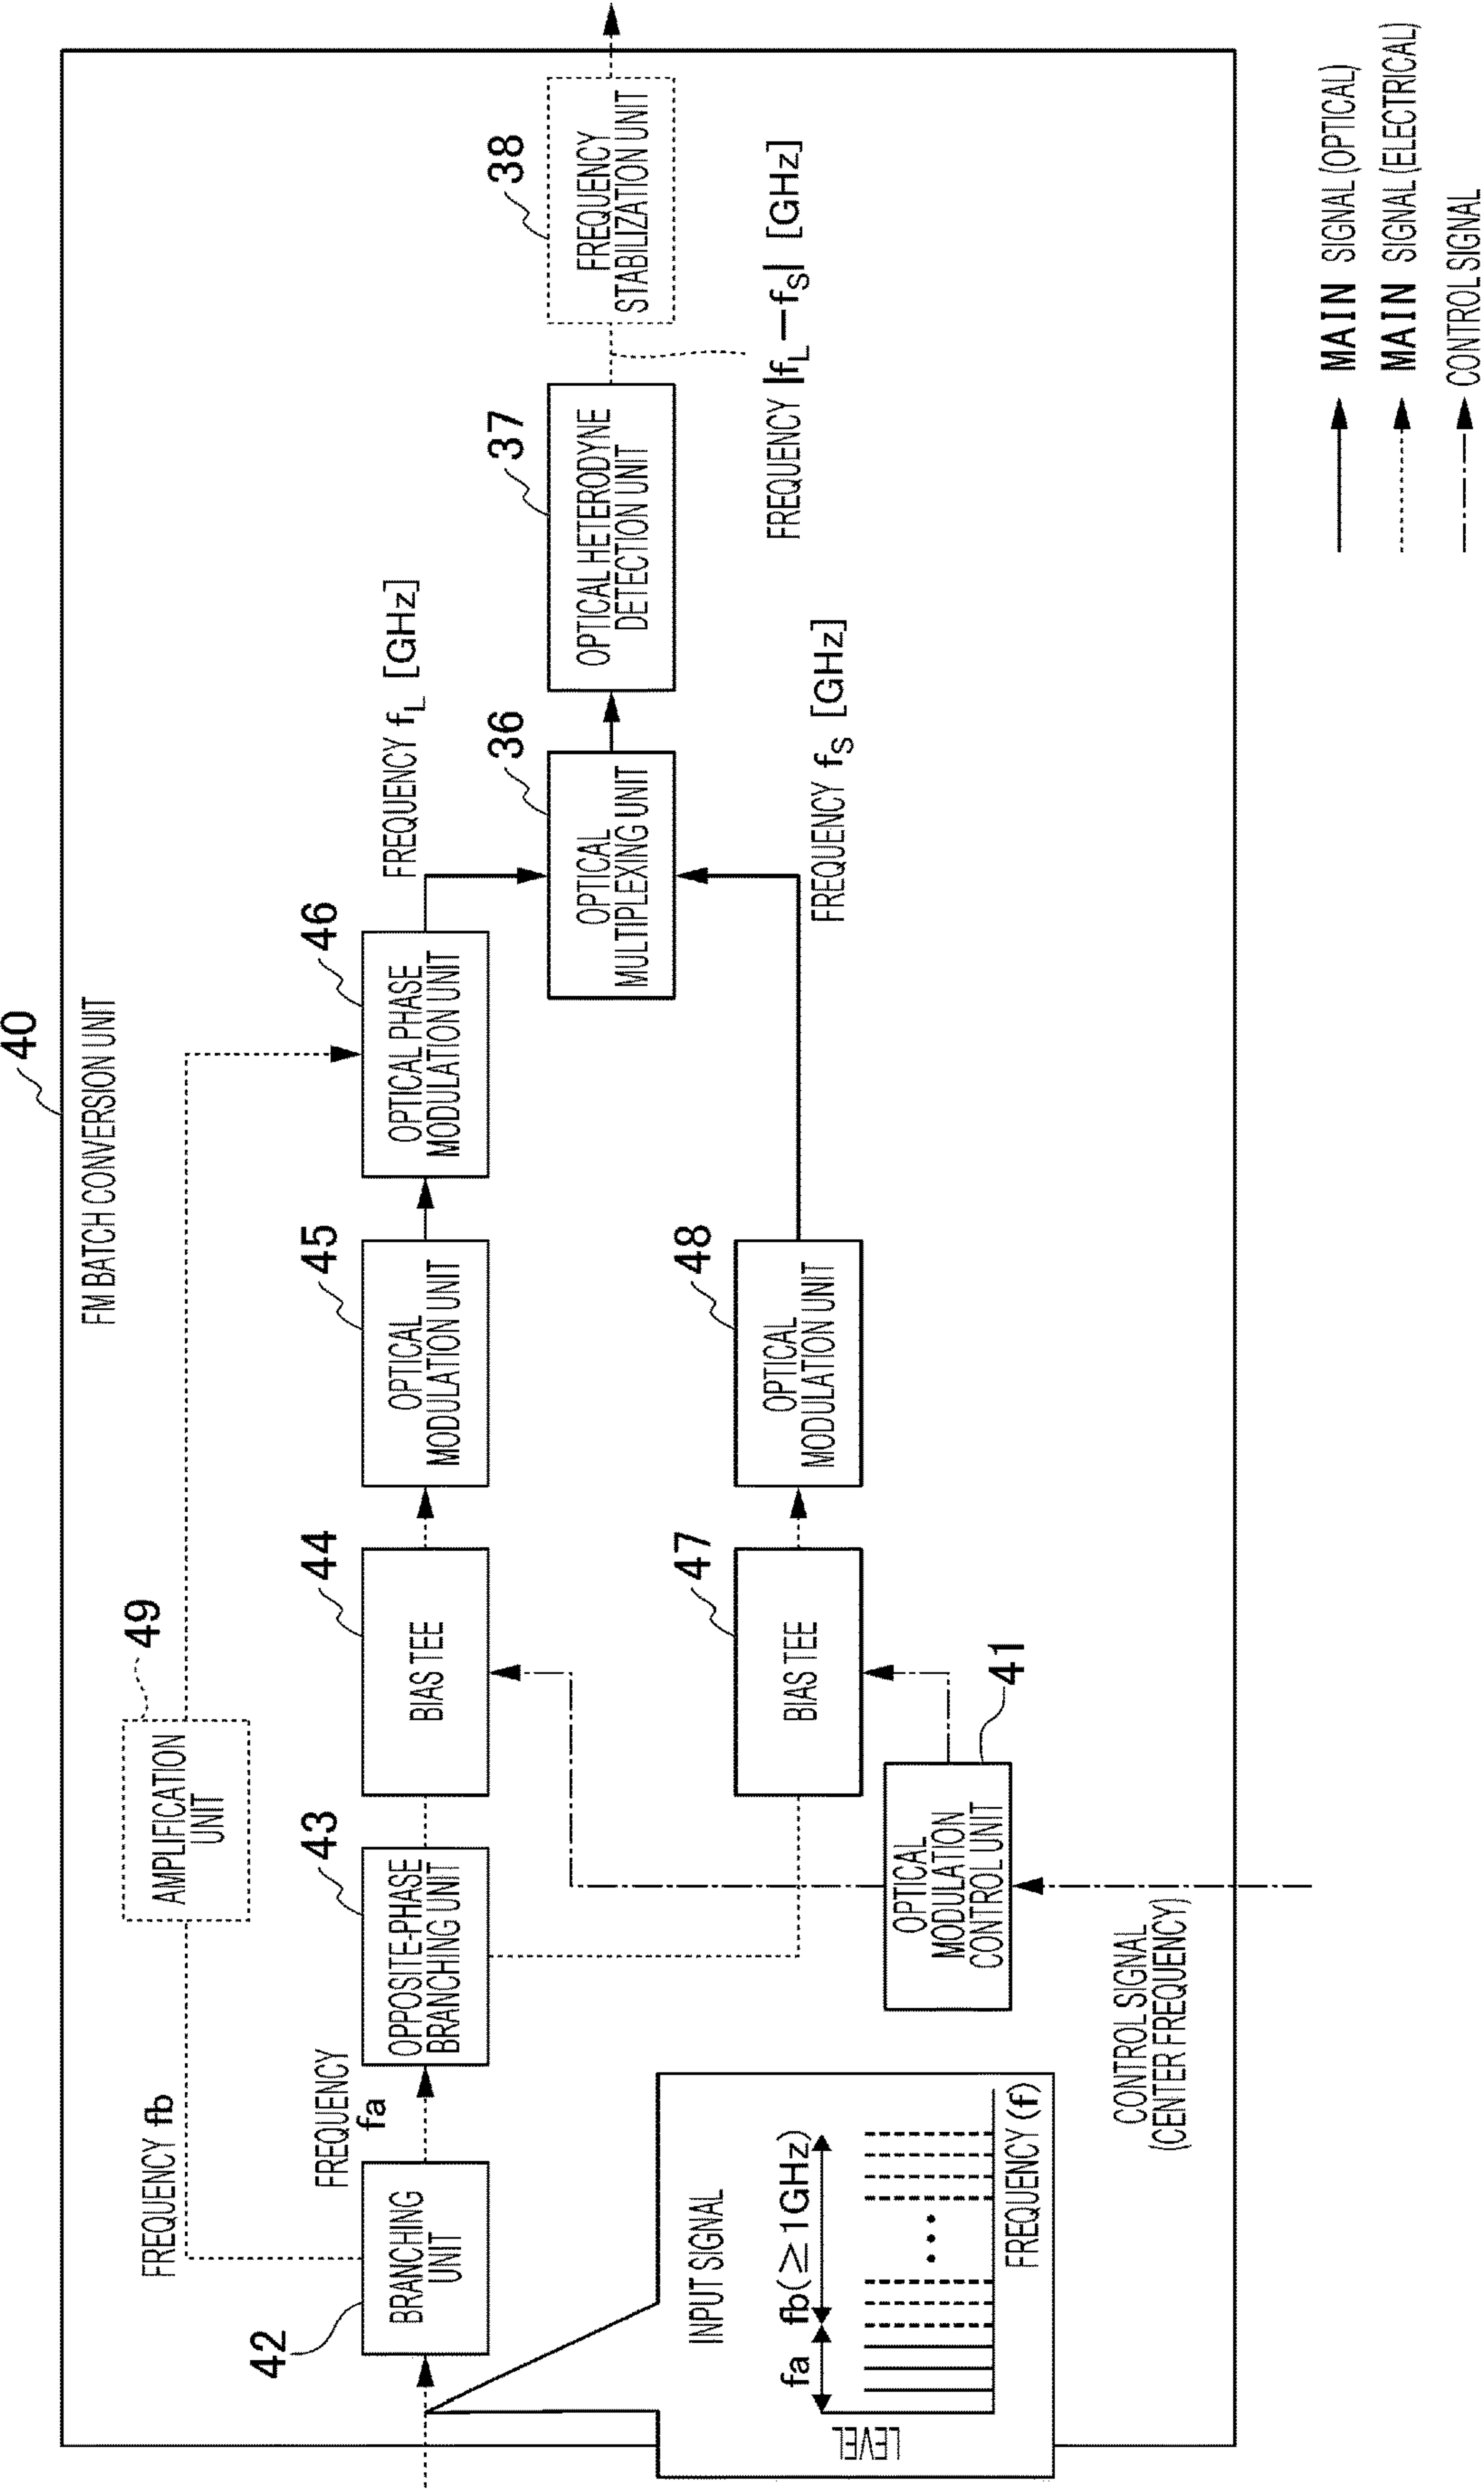 40
FM BATCH CONVERSION UNIT
FREQUENCY fb
49
AMPLIFICATION
UNIT
42
BRANCHING
UNIT
FREQUENCY
fa
43
OPPOSITE-PHASE
BRANCHING UNIT
44
BIAS TEE
45
OPTICAL
MODULATION UNIT
46
OPTICAL PHASE
MODULATION UNIT
FREQUENCY fL [GHz]
36
OPTICAL
MULTIPLEXING UNIT
37
OPTICAL HETERODYNE
DETECTION UNIT
38
FREQUENCY
STABILIZATION UNIT
FREQUENCY |fL—fS| [GHz]
47
BIAS TEE
48
OPTICAL
MODULATION UNIT
FREQUENCY fS [GHz]
41
OPTICAL
MODULATION
CONTROL UNIT
INPUT SIGNAL
fa fb(≥1GHz)
LEVEL
• • •
FREQUENCY (f)
CONTROL SIGNAL
(CENTER FREQUENCY)
MAIN SIGNAL (OPTICAL)
MAIN SIGNAL (ELECTRICAL)
CONTROL SIGNAL